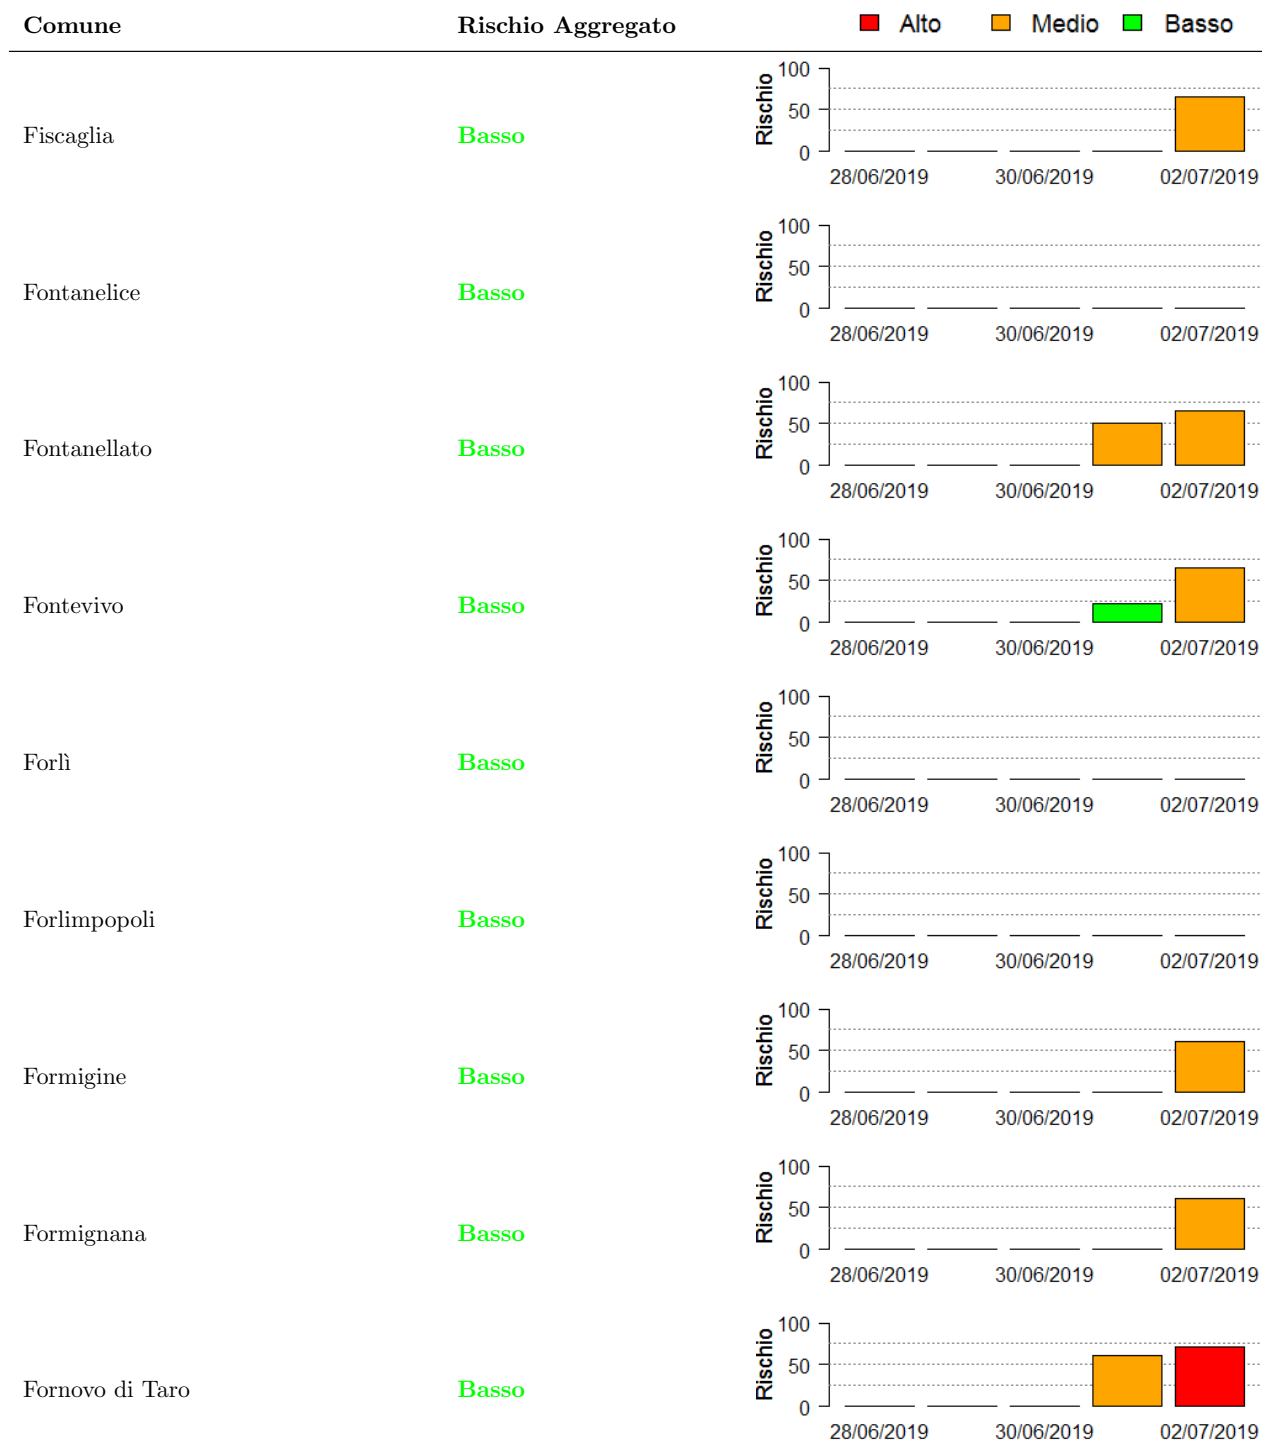 Comune Rischio Aggregato Alto Medio Basso
Fiscaglia Basso
Rischio
100
50
0
28/06/2019 30/06/2019 02/07/2019
Fontanelice Basso
Rischio
100
50
0
28/06/2019 30/06/2019 02/07/2019
Fontanellato Basso
Rischio
100
50
0
28/06/2019 30/06/2019 02/07/2019
Fontevivo Basso
Rischio
100
50
0
28/06/2019 30/06/2019 02/07/2019
Forlì Basso
Rischio
100
50
0
28/06/2019 30/06/2019 02/07/2019
Forlimpopoli Basso
Rischio
100
50
0
28/06/2019 30/06/2019 02/07/2019
Formigine Basso
Rischio
100
50
0
28/06/2019 30/06/2019 02/07/2019
Formignana Basso
Rischio
100
50
0
28/06/2019 30/06/2019 02/07/2019
Fornovo di Taro Basso
Rischio
100
50
0
28/06/2019 30/06/2019 02/07/2019